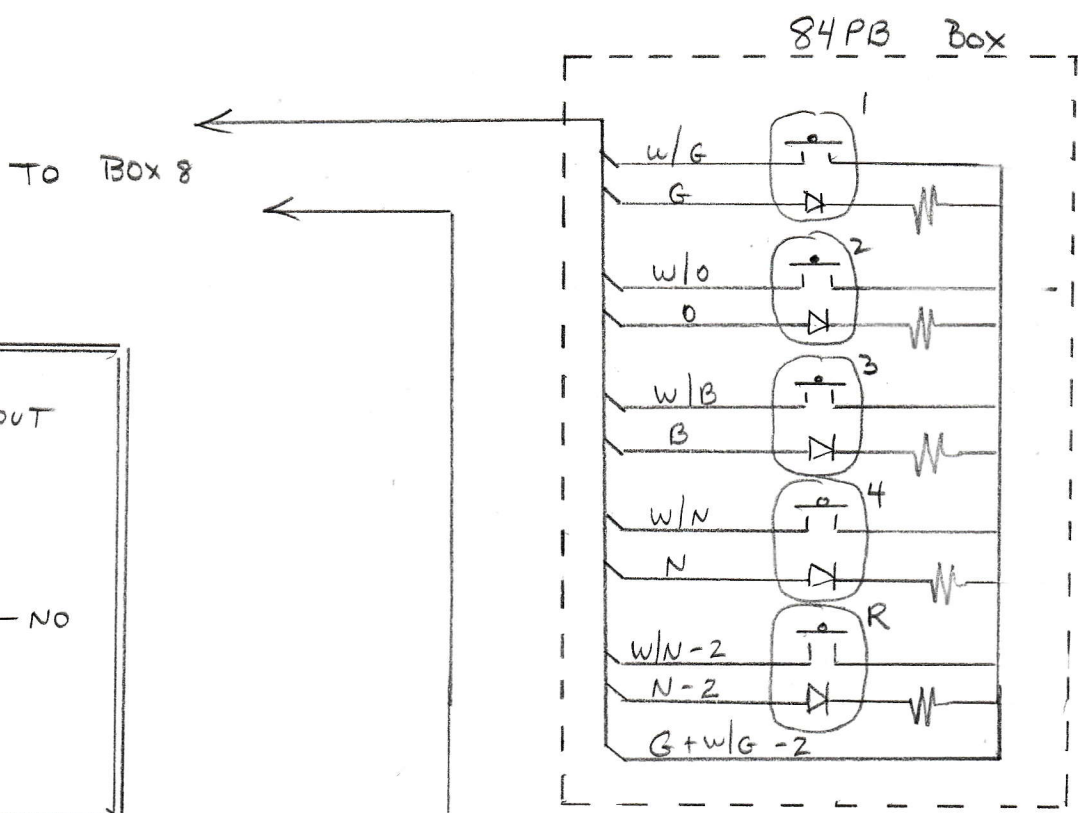 84PB Box
1
W/G
TO BOX 8
G
2
W/O
O
3
W/B
OUT
B
4
W/N
N
R
- NO
W/N-2
N-2
G+W/G-2